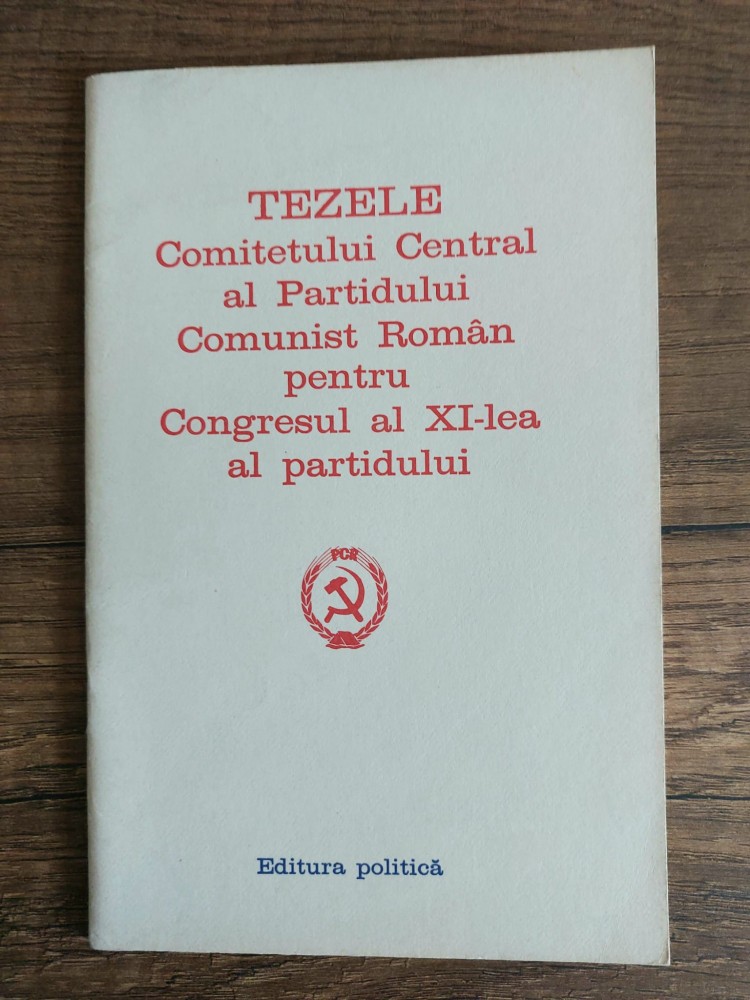 TEZELE
Comitetului Central
al Partidului
Comunist Român
pentru
Congresul al XI-lea
al partidului
PCR
Editura politică